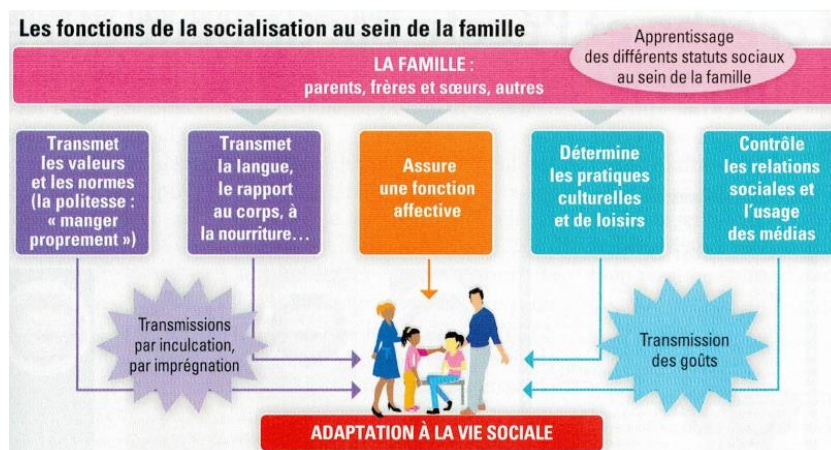 Les fonctions de la socialisation au sein de la famille
Apprentissage
des différents statuts sociaux
au sein de la famille
LA FAMILLE :
parents, frères et sœurs, autres
Transmet
les valeurs
et les normes
(la politesse :
« manger
proprement »)
Transmet
la langue,
le rapport
au corps, à
la nourriture…
Assure
une fonction
affective
Détermine
les pratiques
culturelles
et de loisirs
Contrôle
les relations
sociales et
l'usage
des médias
Transmissions
par inculcation,
par imprégnation
Transmission
des goûts
ADAPTATION À LA VIE SOCIALE